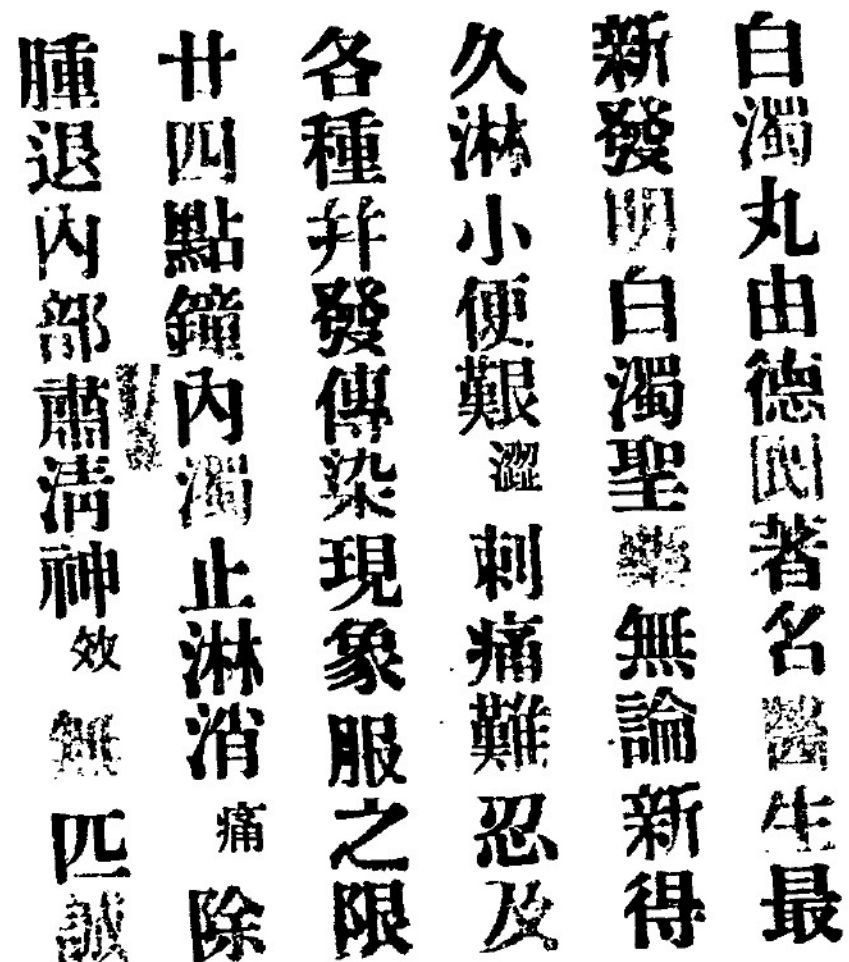 白濁丸由德國著名醫生最
新發明白濁聖藥無論新得
久淋小便艱澀刺痛難忍及
各種并發傳染現象服之限
廿四點鐘內濁止淋消痛除
腫退內部肅清神效無匹誠